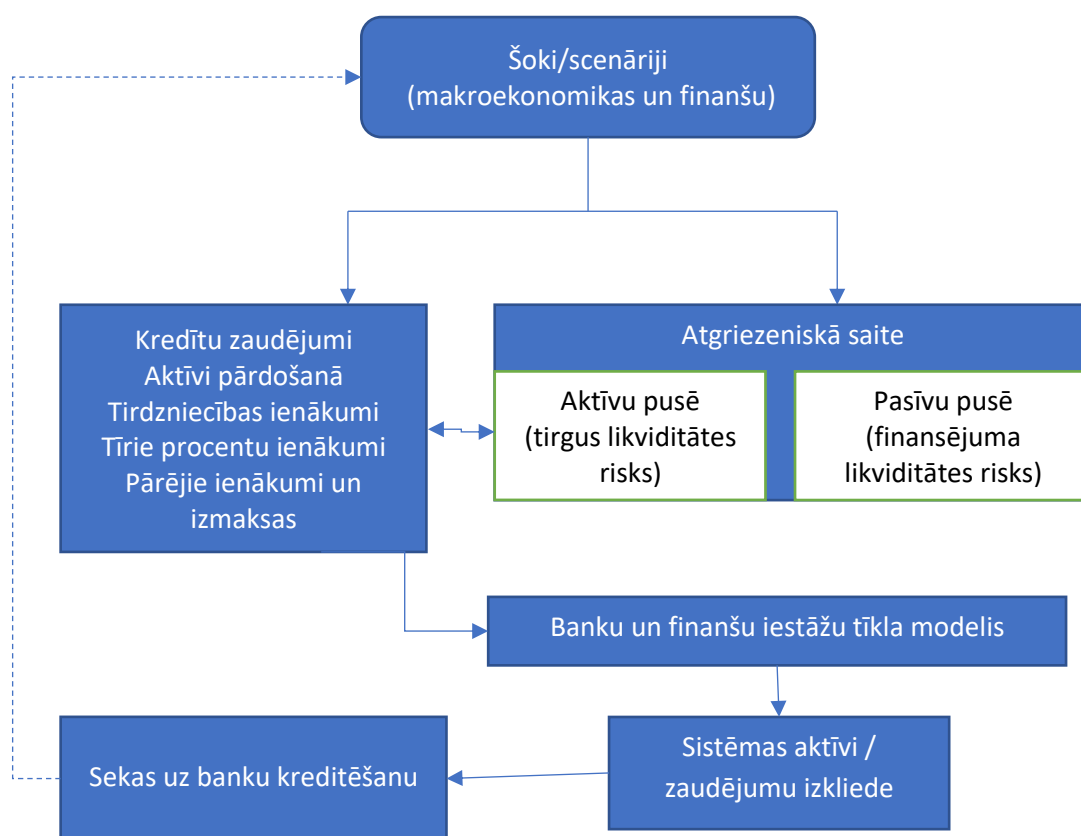 Šoki/scenāriji
(makroekonomikas un finanšu)
Kredītu zaudējumi
Aktīvi pārdošanā
Tirdzniecības ienākumi
Tīrie procentu ienākumi
Pārējie ienākumi un
izmaksas
Atgriezeniskā saite
Aktīvu pusē
(tirgus likviditātes
risks)
Pasīvu pusē
(finansējuma
likviditātes risks)
Banku un finanšu iestāžu tīkla modelis
Sistēmas aktīvi /
zaudējumu izkliede
Sekas uz banku kreditēšanu